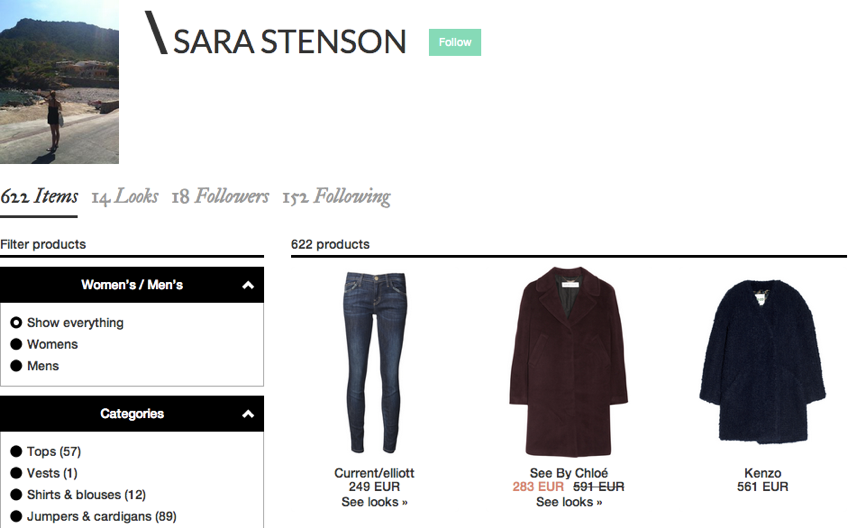 \ SARA STENSON
Follow
622 Items 14 Looks 18 Followers 152 Following
Filter products
Women's / Men's
Show everything
Womens
Mens
Categories
Tops (57)
Vests (1)
Shirts & blouses (12)
Jumpers & cardigans (89)
622 products
Current/elliott
249 EUR
See looks »
See By Chloé
283 EUR 591 EUR
See looks »
Kenzo
561 EUR